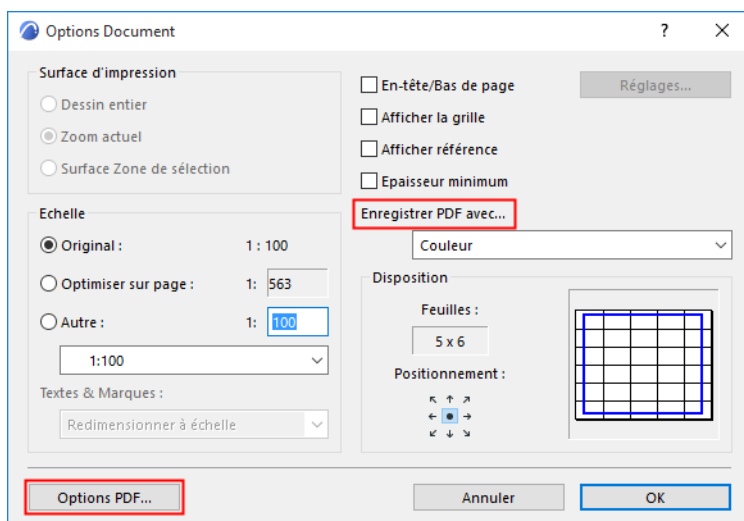 Options Document
Surface d'impression
Dessin entier
Zoom actuel
Surface Zone de sélection
Echelle
Original : 1 : 100
Optimiser sur page : 1: 563
Autre : 1: 100
1:100
Textes & Marques :
Redimensionner à échelle
En-tête/Bas de page
Réglages...
Afficher la grille
Afficher référence
Epaisseur minimum
Enregistrer PDF avec...
Couleur
Disposition
Feuilles :
5 x 6
Positionnement :
Options PDF...
Annuler
OK